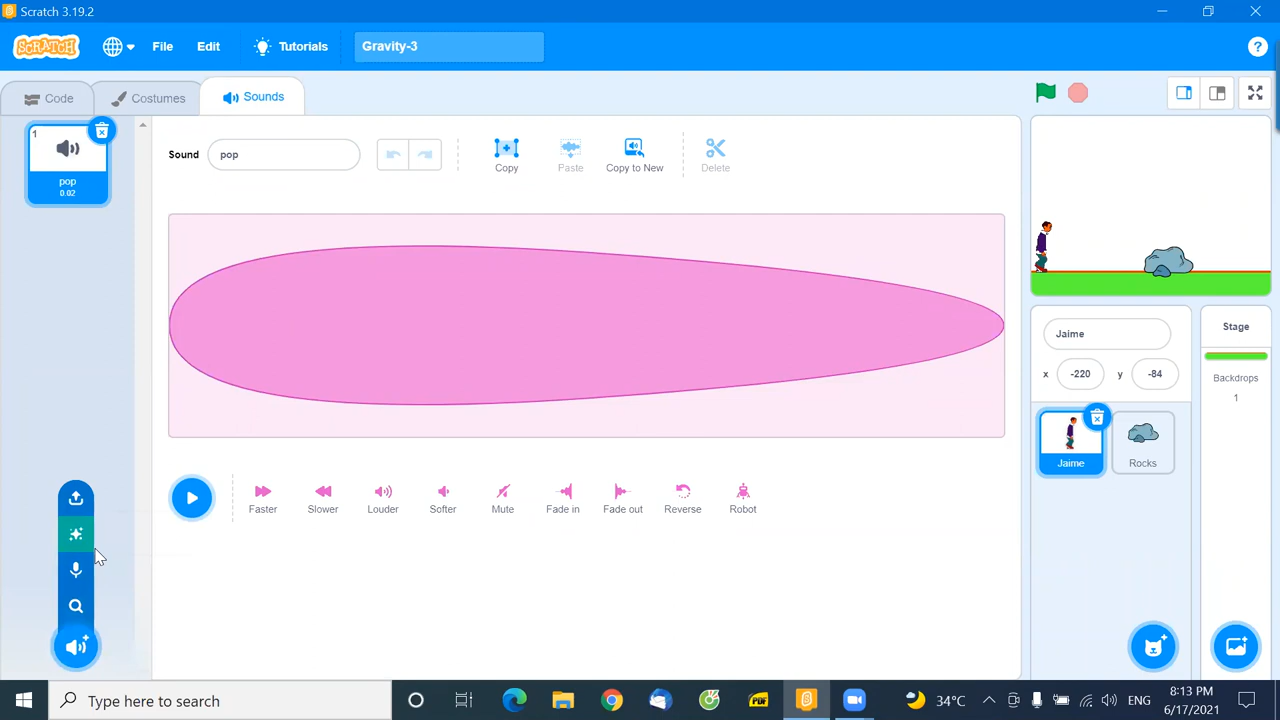 Scratch 3.19.2
SCRATCH File Edit Tutorials Gravity-3 ?
Code Costumes Sounds
1
pop
0.02
Sound pop Copy Paste Copy to New Delete
Faster Slower Louder Softer Mute Fade in Fade out Reverse Robot
Jaime
x -220 y -84
Jaime Rocks
Stage
Backdrops
1
Type here to search PDF 34°C ENG 8:13 PM
6/17/2021